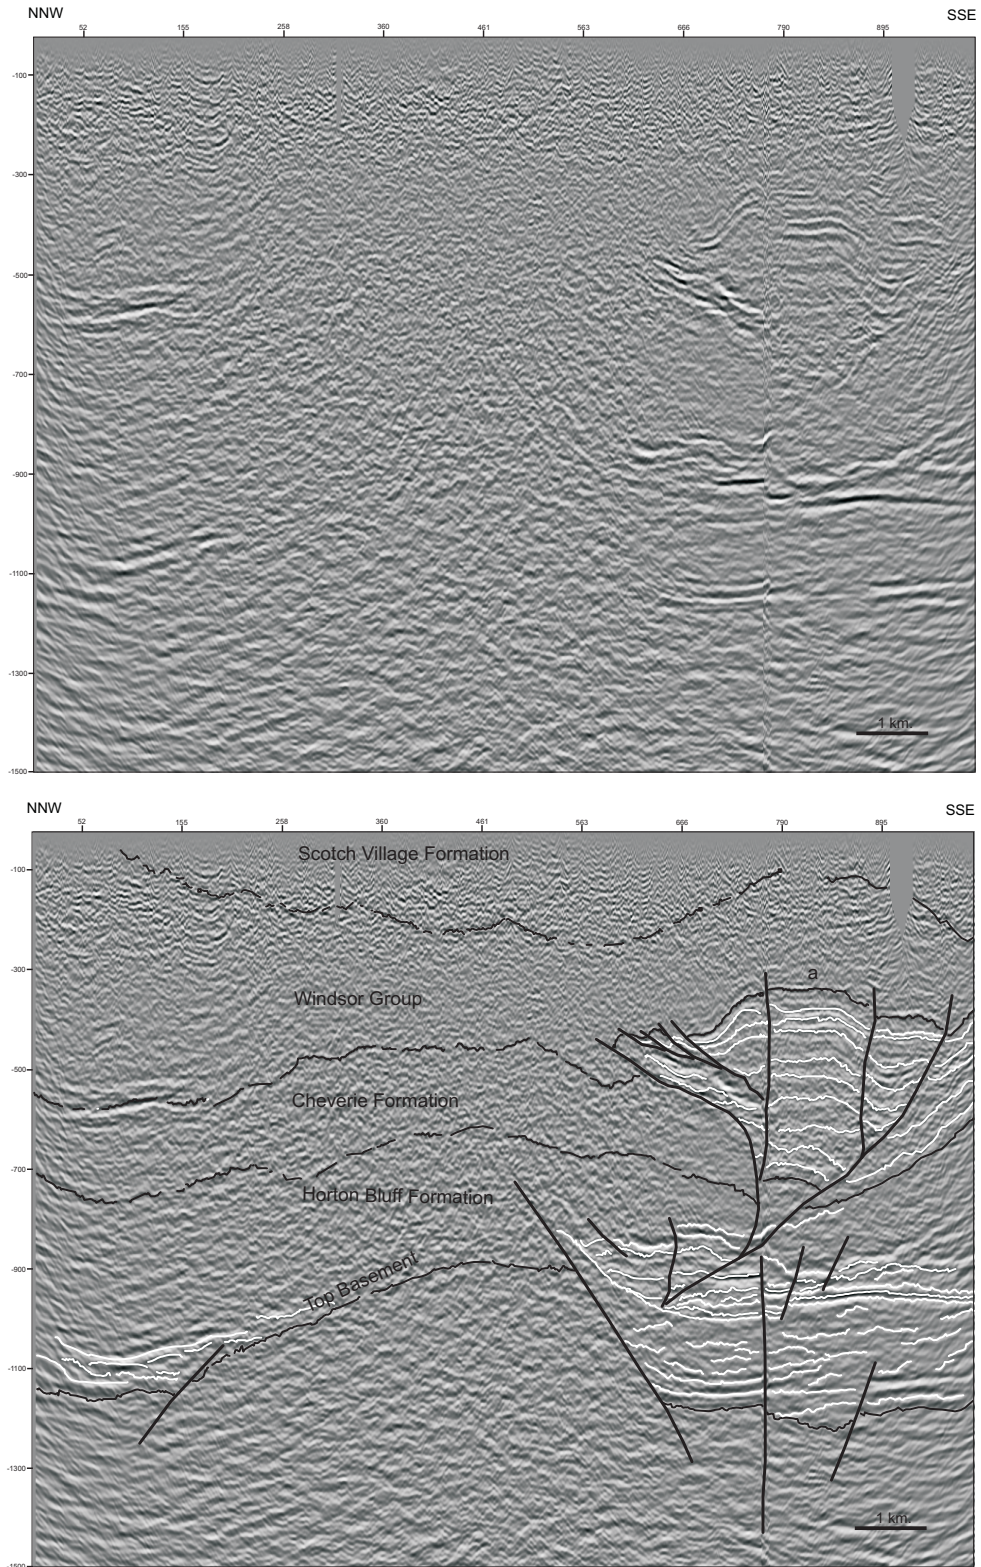 NNW SSE
52 155 258 360 461 563 666 790 895
-100
-300
-500
-700
-900
-1100
-1300
-1500
1 km.
NNW SSE
52 155 258 360 461 563 666 790 895
Scotch Village Formation
-100
-300
a
Windsor Group
-500
Cheverie Formation
-700
Horton Bluff Formation
-900
Top Basement
-1100
-1300
1 km.
-1500